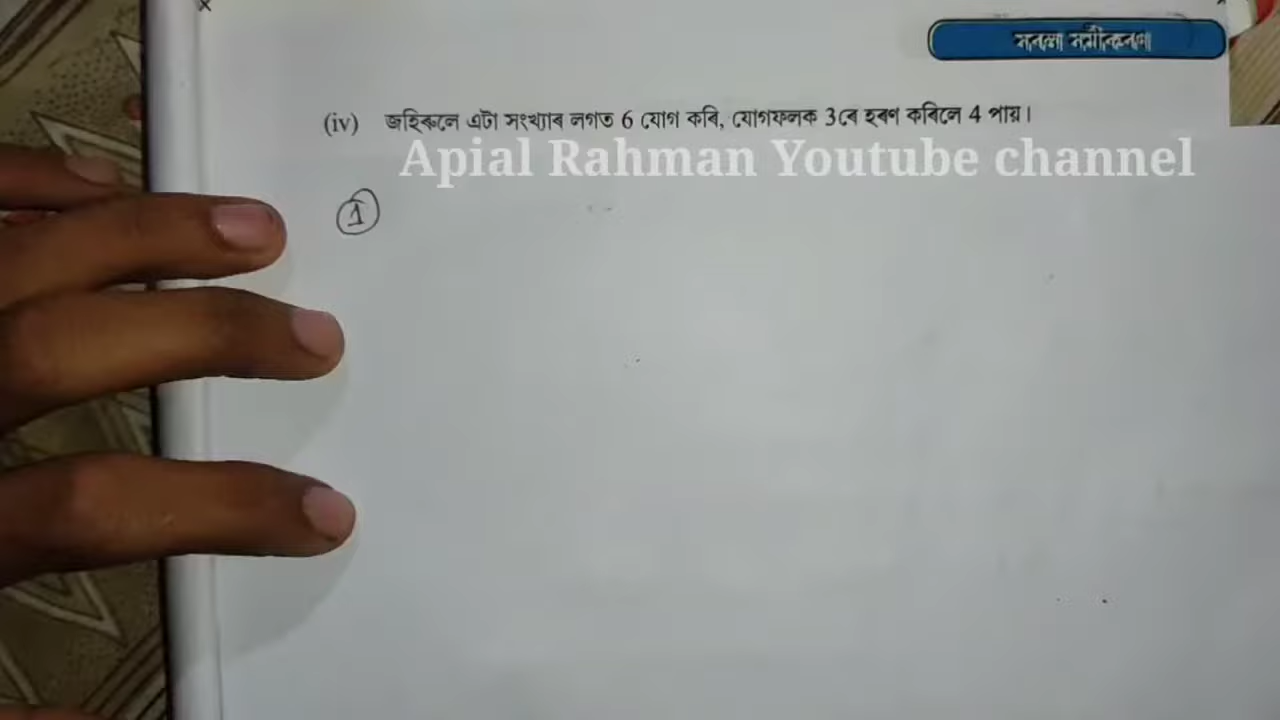 সৰল সমীকৰণ
(iv) জহিৰুলে এটা সংখ্যাৰ লগত 6 যোগ কৰি, যোগফলক 3ৰে হৰণ কৰিলে 4 পায়।
Apial Rahman Youtube channel
1